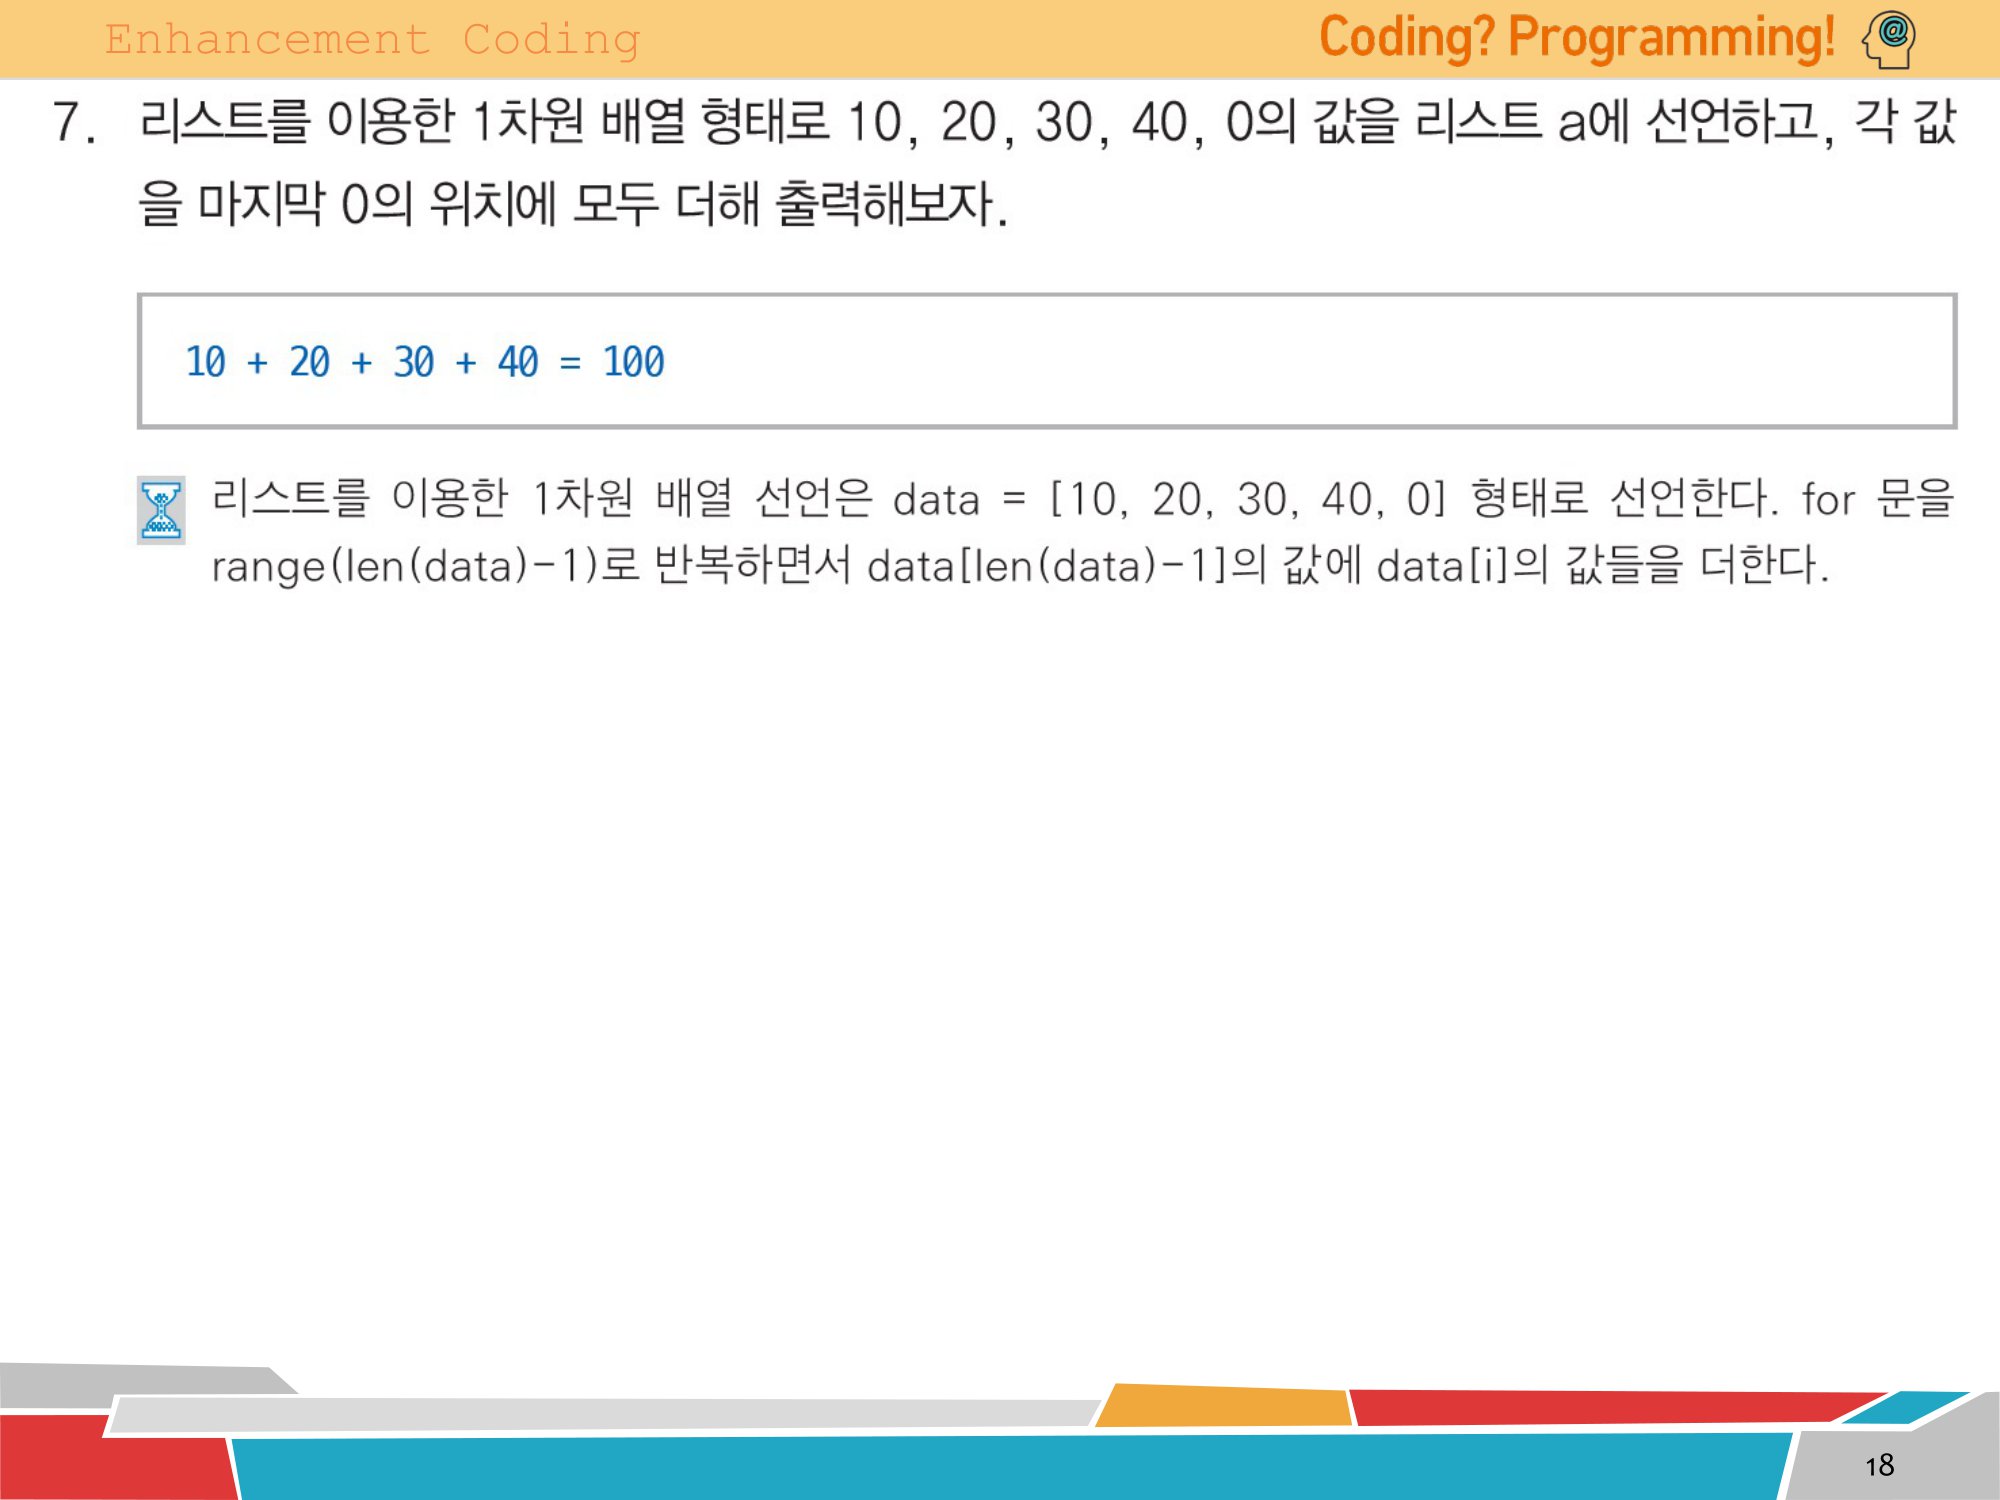 Enhancement Coding
Coding? Programming!
7. 리스트를 이용한 1차원 배열 형태로 10, 20, 30, 40, 0의 값을 리스트 a에 선언하고, 각 값
을 마지막 0의 위치에 모두 더해 출력해보자.
10 + 20 + 30 + 40 = 100
리스트를 이용한 1차원 배열 선언은 data = [10, 20, 30, 40, 0] 형태로 선언한다. for 문을
range(len(data)-1)로 반복하면서 data[len(data)-1]의 값에 data[i]의 값들을 더한다.
18